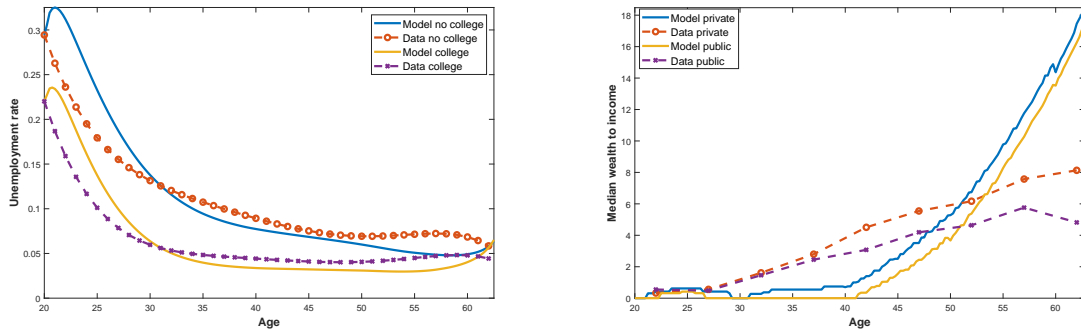 Model no college
Data no college
Model college
Data college
Unemployment rate
0.3
0.25
0.2
0.15
0.1
0.05
0
20 25 30 35 40 45 50 55 60
Age
Model private
Data private
Model public
Data public
Median wealth to income
18
16
14
12
10
8
6
4
2
0
20 25 30 35 40 45 50 55 60
Age